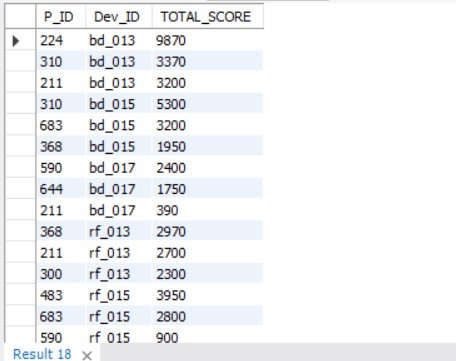 P_ID Dev_ID TOTAL_SCORE
224 bd_013 9870
310 bd_013 3370
211 bd_013 3200
310 bd_015 5300
683 bd_015 3200
368 bd_015 1950
590 bd_017 2400
644 bd_017 1750
211 bd_017 390
368 rf_013 2970
211 rf_013 2700
300 rf_013 2300
483 rf_015 3950
683 rf_015 2800
590 rf_015 900
Result 18